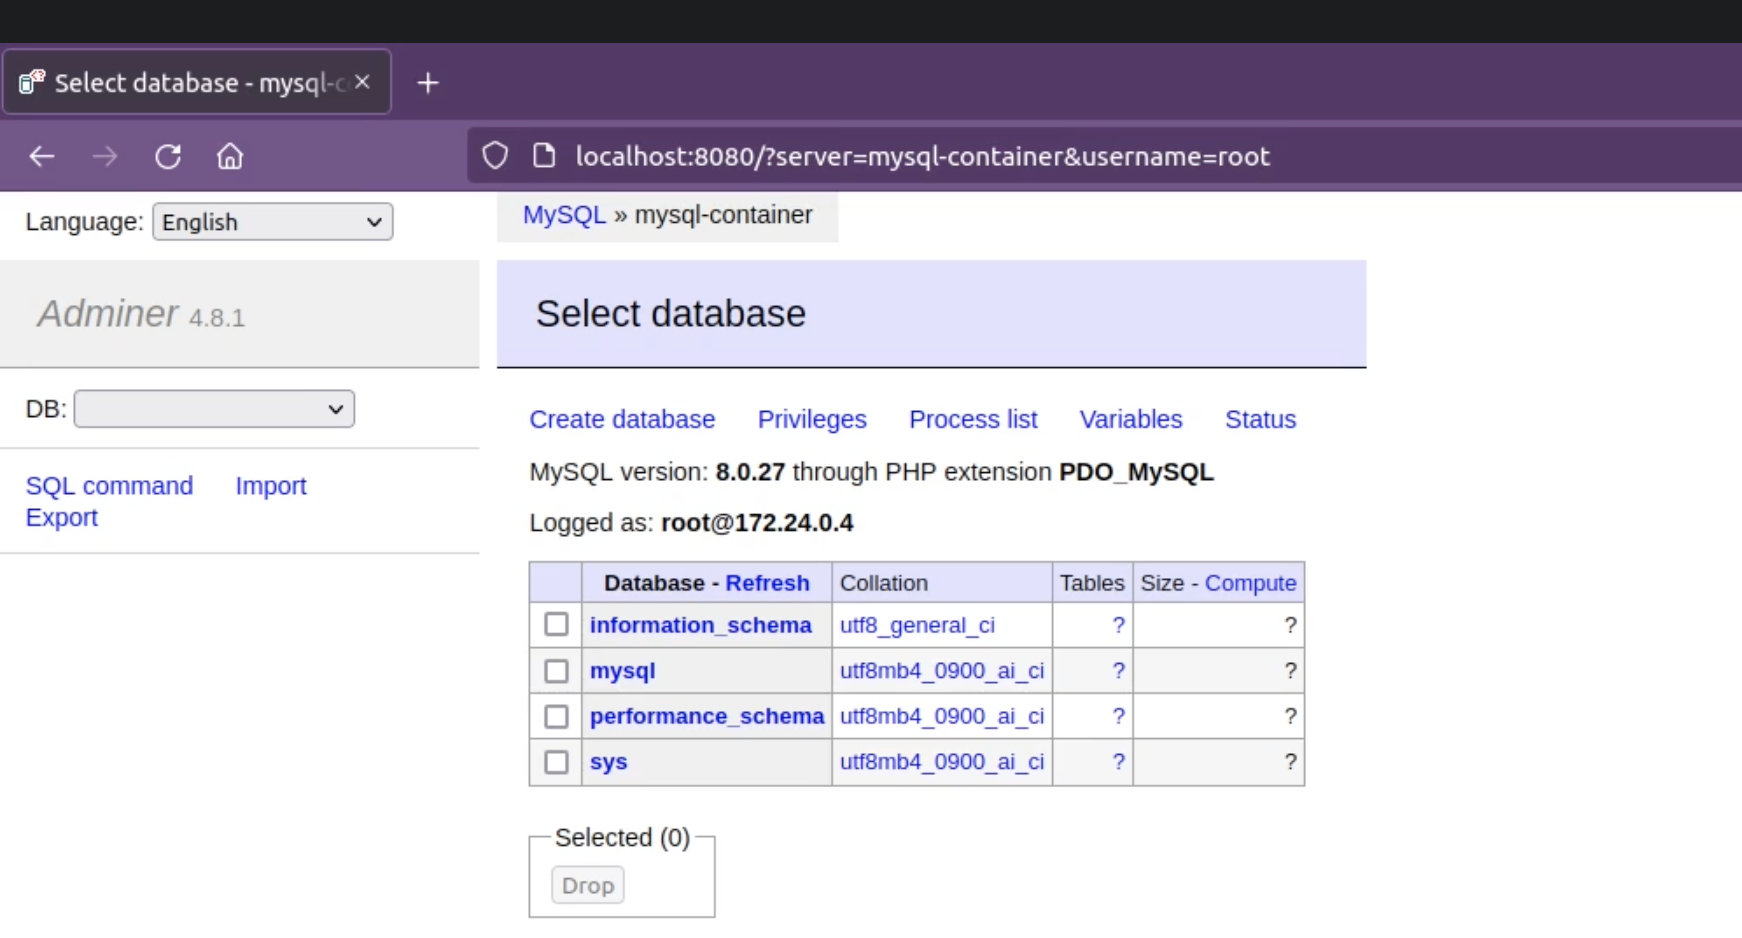 Select database - mysql-c
localhost:8080/?server=mysql-container&username=root
Language: English
MySQL » mysql-container
Adminer 4.8.1
Select database
DB:
SQL command Import
Export
Create database Privileges Process list Variables Status
MySQL version: 8.0.27 through PHP extension PDO_MySQL
Logged as: root@172.24.0.4
Database - Refresh Collation Tables Size - Compute
information_schema utf8_general_ci ? ?
mysql utf8mb4_0900_ai_ci ? ?
performance_schema utf8mb4_0900_ai_ci ? ?
sys utf8mb4_0900_ai_ci ? ?
Selected (0)
Drop